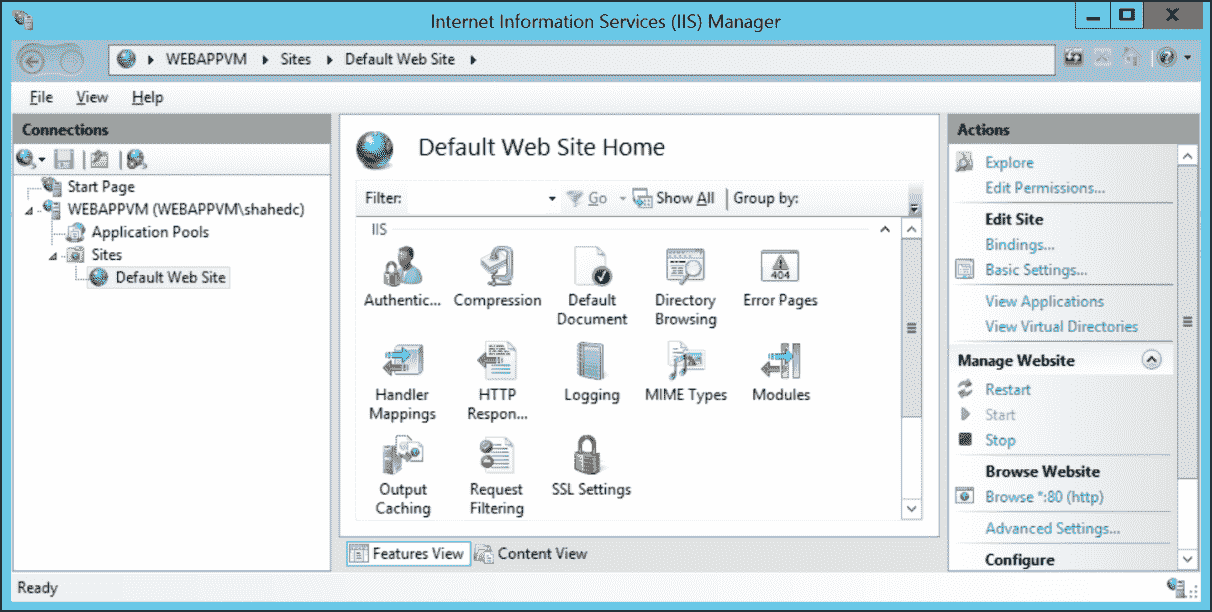 Internet Information Services (IIS) Manager
WEBAPPVM Sites Default Web Site
File View Help
Connections
Start Page
WEBAPPVM (WEBAPPVM\shahedc)
Application Pools
Sites
Default Web Site
Default Web Site Home
Filter: Go Show All Group by:
IIS
Authentic... Compression Default Directory Error Pages
Document Browsing
404
Handler HTTP Logging MIME Types Modules
Mappings Respon...
Output Request SSL Settings
Caching Filtering
Features View Content View
Actions
Explore
Edit Permissions...
Edit Site
Bindings...
Basic Settings...
View Applications
View Virtual Directories
Manage Website
Restart
Start
Stop
Browse Website
Browse *:80 (http)
Advanced Settings...
Configure
Ready